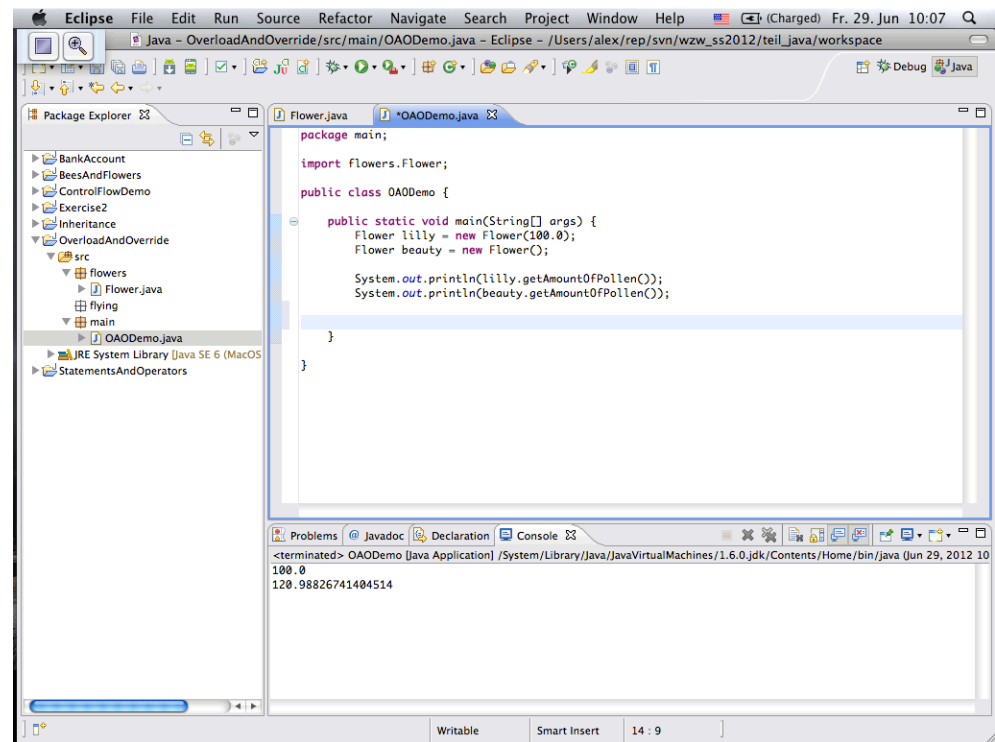 Eclipse File Edit Run Source Refactor Navigate Search Project Window Help (Charged) Fr. 29. Jun 10:07
Java – OverloadAndOverride/src/main/OAODemo.java – Eclipse – /Users/alex/rep/svn/wzw_ss2012/teil_java/workspace
Debug Java
Package Explorer
BankAccount
BeesAndFlowers
ControlFlowDemo
Exercise2
Inheritance
OverloadAndOverride
src
flowers
Flower.java
flying
main
OAODemo.java
JRE System Library [Java SE 6 (MacOS
StatementsAndOperators
Flower.java *OAODemo.java
package main;
import flowers.Flower;
public class OAODemo {
public static void main(String[] args) {
Flower lilly = new Flower(100.0);
Flower beauty = new Flower();
System.out.println(lilly.getAmountOfPollen());
System.out.println(beauty.getAmountOfPollen());
}
}
Problems @ Javadoc Declaration Console
<terminated> OAODemo [Java Application] /System/Library/Java/JavaVirtualMachines/1.6.0.jdk/Contents/Home/bin/java (Jun 29, 2012 10
100.0
120.98826741404514
Writable Smart Insert 14 : 9